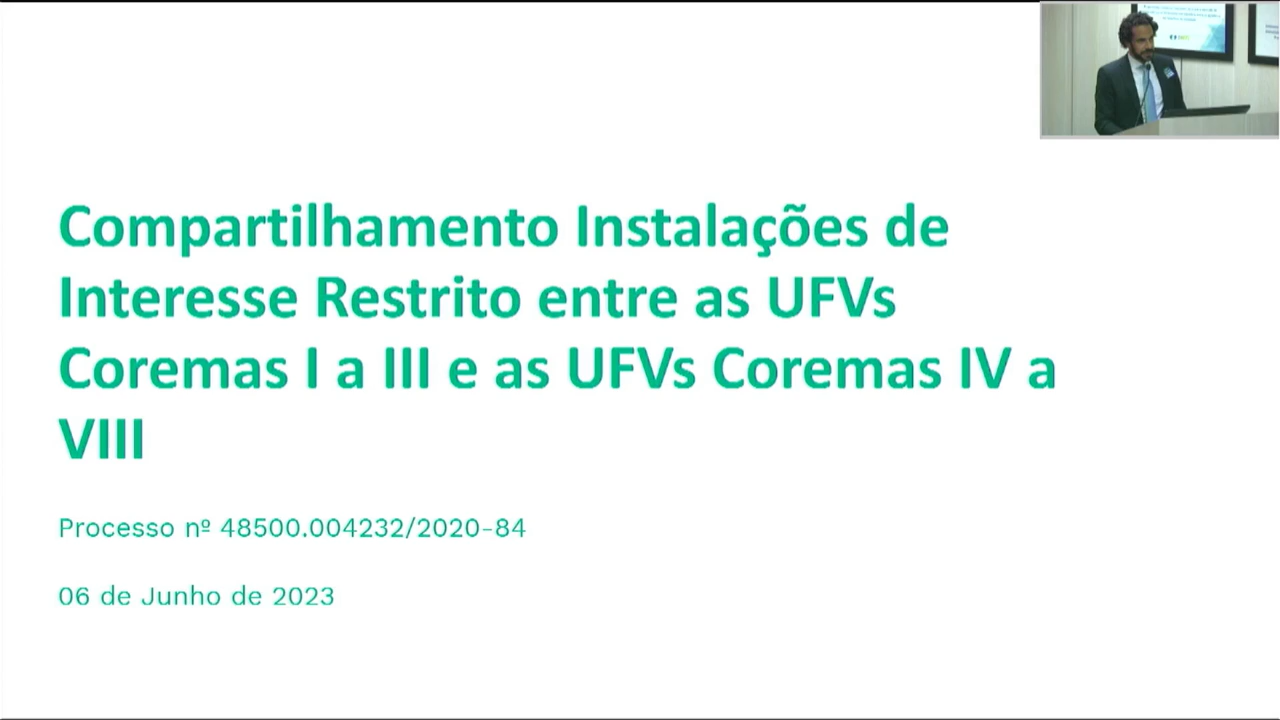 Compartilhamento Instalações de
Interesse Restrito entre as UFVs
Coremas I a III e as UFVs Coremas IV a
VIII
Processo nº 48500.004232/2020-84
06 de Junho de 2023